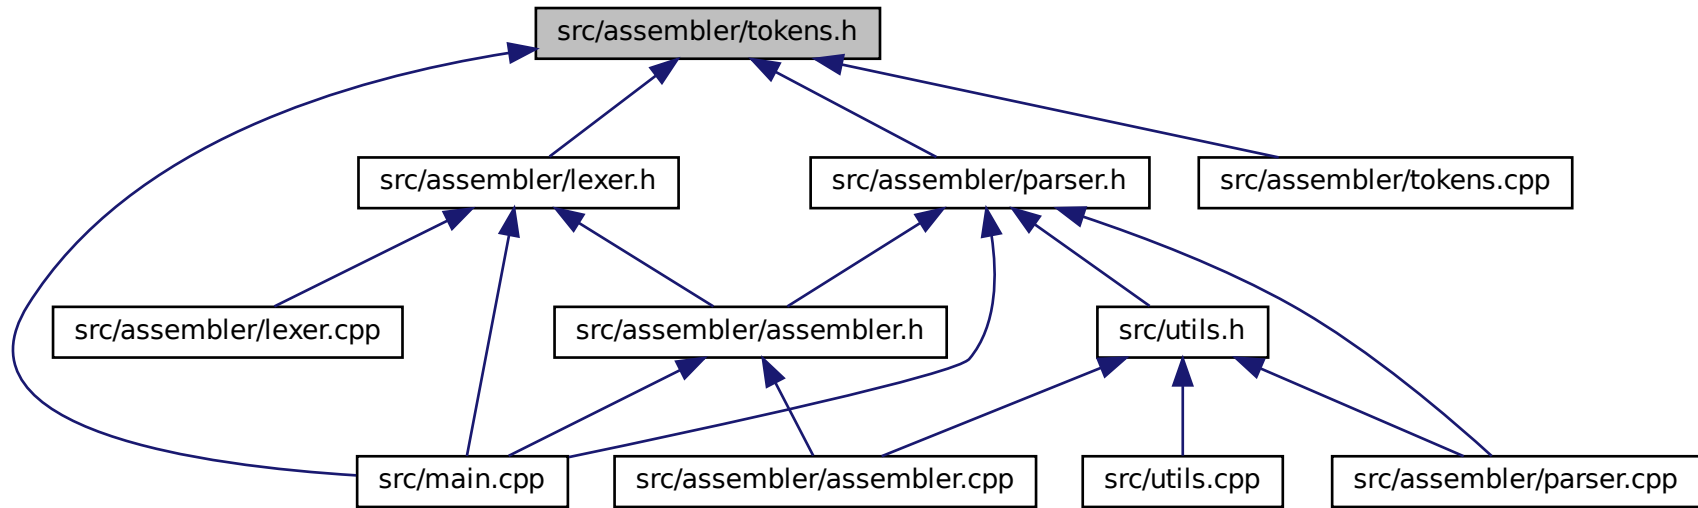 src/assembler/tokens.h
src/assembler/lexer.h
src/assembler/parser.h
src/assembler/tokens.cpp
src/assembler/lexer.cpp
src/assembler/assembler.h
src/utils.h
src/main.cpp
src/assembler/assembler.cpp
src/utils.cpp
src/assembler/parser.cpp